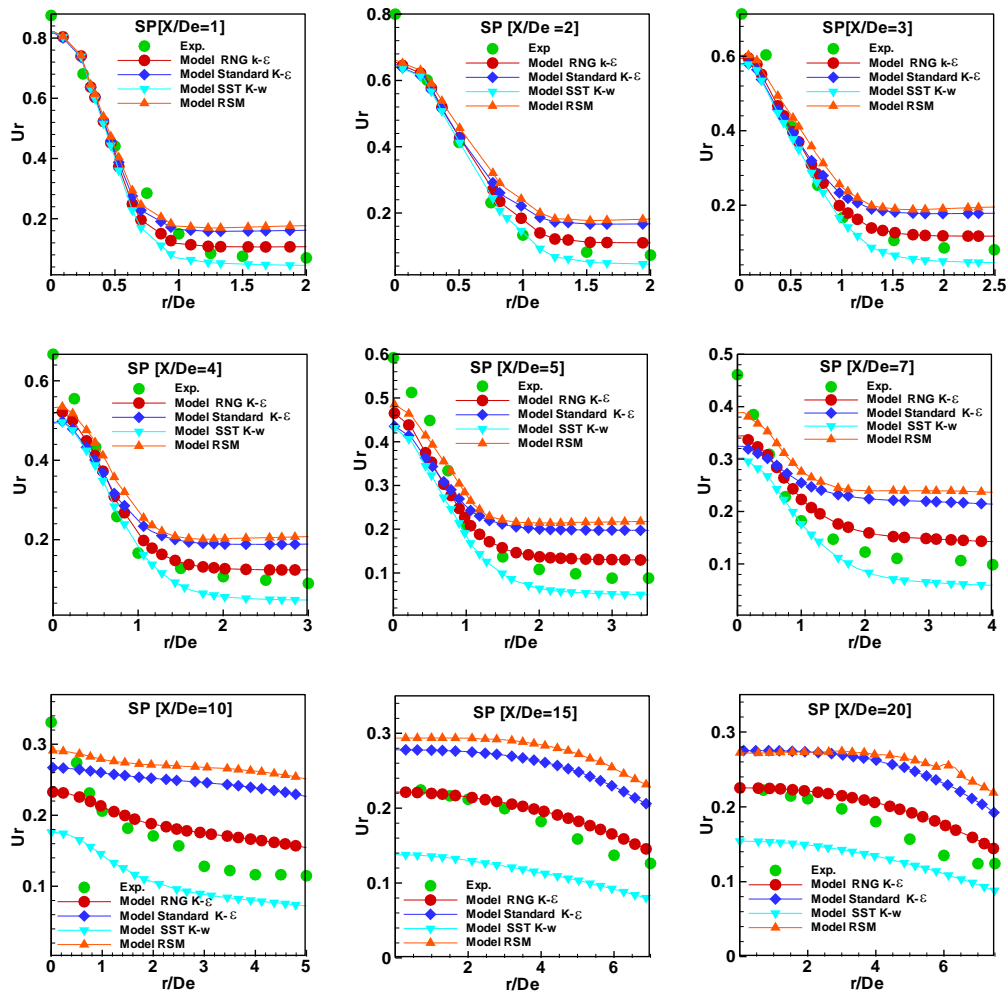 SP [X/De=1]
Exp.
Model RNG k-ε
Model Standard K-ε
Model SST K-w
Model RSM
Ur
0.8
0.6
0.4
0.2
0 0.5 1 1.5 2
r/De
SP [X/De =2]
Exp
Model RNG k-ε
Model Standard k-ε
Model SST K-w
Model RSM
Ur
0.8
0.6
0.4
0.2
0 0.5 1 1.5 2
r/De
SP [X/De=3]
Exp.
Model RNG k-ε
Model Standard k-ε
Model SST K-w
Model RSM
Ur
0.6
0.4
0.2
0 0.5 1 1.5 2 2.5
r/De
SP [X/De=4]
Exp.
Model RNG K-ε
Model Standard K-ε
Model SST K-w
Model RSM
Ur
0.6
0.4
0.2
0 1 2 3
r/De
SP [X/De=5]
Exp.
Model RNG K-ε
Model Standard K-ε
Model SST K-w
Model RSM
Ur
0.6
0.5
0.4
0.3
0.2
0.1
0 1 2 3
r/De
SP [X/De=7]
Exp.
Model RNG K-ε
Model Standard K-ε
Model SST K-w
Model RSM
Ur
0.5
0.4
0.3
0.2
0.1
0 1 2 3 4
r/De
SP [X/De=10]
Ur
0.3
0.2
0.1
Exp.
Model RNG K-ε
Model Standard K-ε
Model SST K-w
Model RSM
0 1 2 3 4 5
r/De
SP [X/De=15]
Ur
0.3
0.2
0.1
0
Exp.
Model RNG K-ε
Model Standard K-ε
Model SST K-w
Model RSM
2 4 6
r/De
SP [X/De=20]
Ur
0.3
0.2
0.1
0
Exp.
Model RNG K-ε
Model Standard K-ε
Model SST K-w
Model RSM
2 4 6
r/De